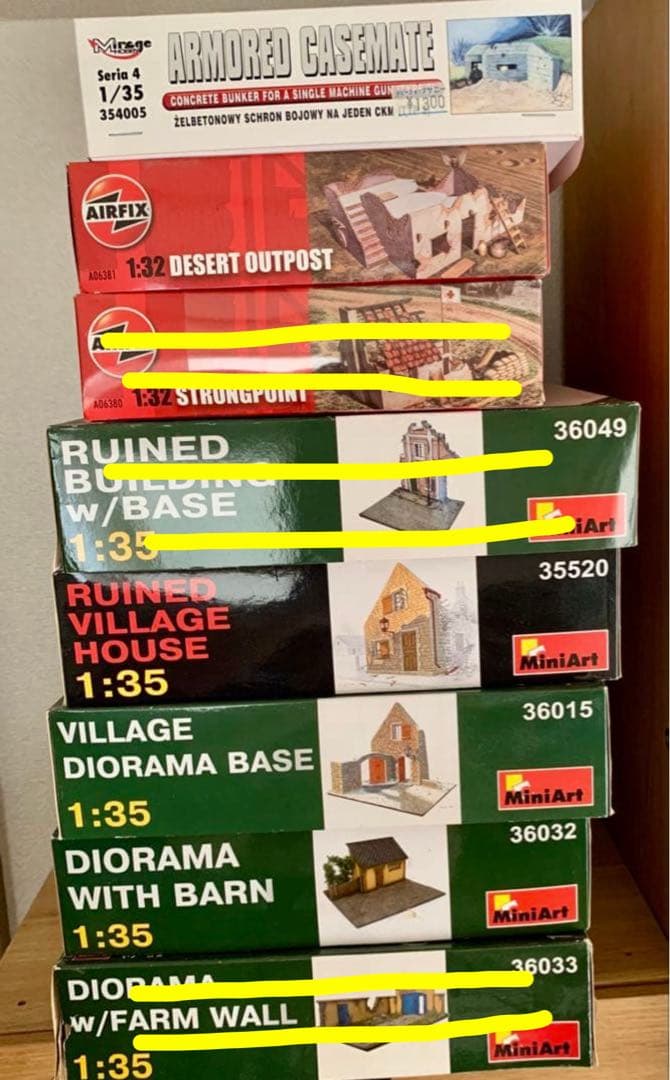 Mirage
HOBBY
Seria 4
1/35
354005
ARMORED CASEMATE
CONCRETE BUNKER FOR A SINGLE MACHINE GUN
ŻELBETONOWY SCHRON BOJOWY NA JEDEN CKM
¥1300
AIRFIX
A06381
1:32 DESERT OUTPOST
A06380
1:32 STRONGPOINT
RUINED
BUILDING
w/BASE
1:35
36049
MiniArt
RUINED
VILLAGE
HOUSE
1:35
35520
MiniArt
VILLAGE
DIORAMA BASE
1:35
36015
MiniArt
DIORAMA
WITH BARN
1:35
36032
MiniArt
DIORAMA
w/FARM WALL
1:35
36033
MiniArt